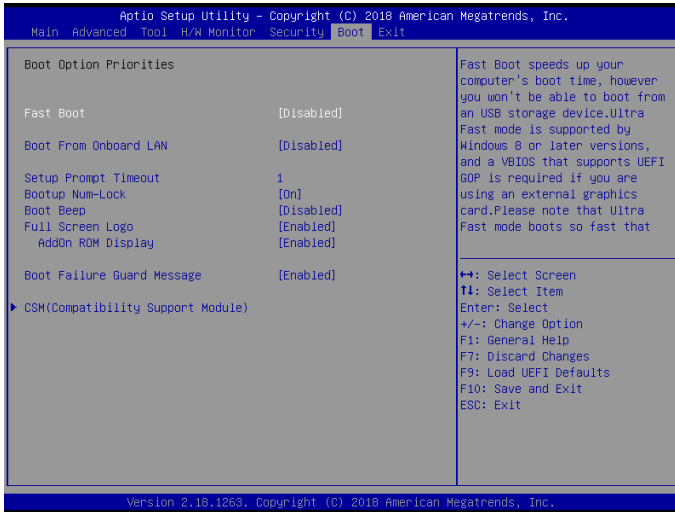 Aptio Setup Utility – Copyright (C) 2018 American Megatrends, Inc.
Main Advanced Tool H/W Monitor Security Boot Exit
Boot Option Priorities
Fast Boot [Disabled]
Boot From Onboard LAN [Disabled]
Setup Prompt Timeout 1
Bootup Num-Lock [On]
Boot Beep [Disabled]
Full Screen Logo [Enabled]
AddOn ROM Display [Enabled]
Boot Failure Guard Message [Enabled]
CSM(Compatibility Support Module)
Fast Boot speeds up your
computer's boot time, however
you won't be able to boot from
an USB storage device.Ultra
Fast mode is supported by
Windows 8 or later versions,
and a VBIOS that supports UEFI
GOP is required if you are
using an external graphics
card.Please note that Ultra
Fast mode boots so fast that
↔: Select Screen
↑↓: Select Item
Enter: Select
+/-: Change Option
F1: General Help
F7: Discard Changes
F9: Load UEFI Defaults
F10: Save and Exit
ESC: Exit
Version 2.18.1263. Copyright (C) 2018 American Megatrends, Inc.